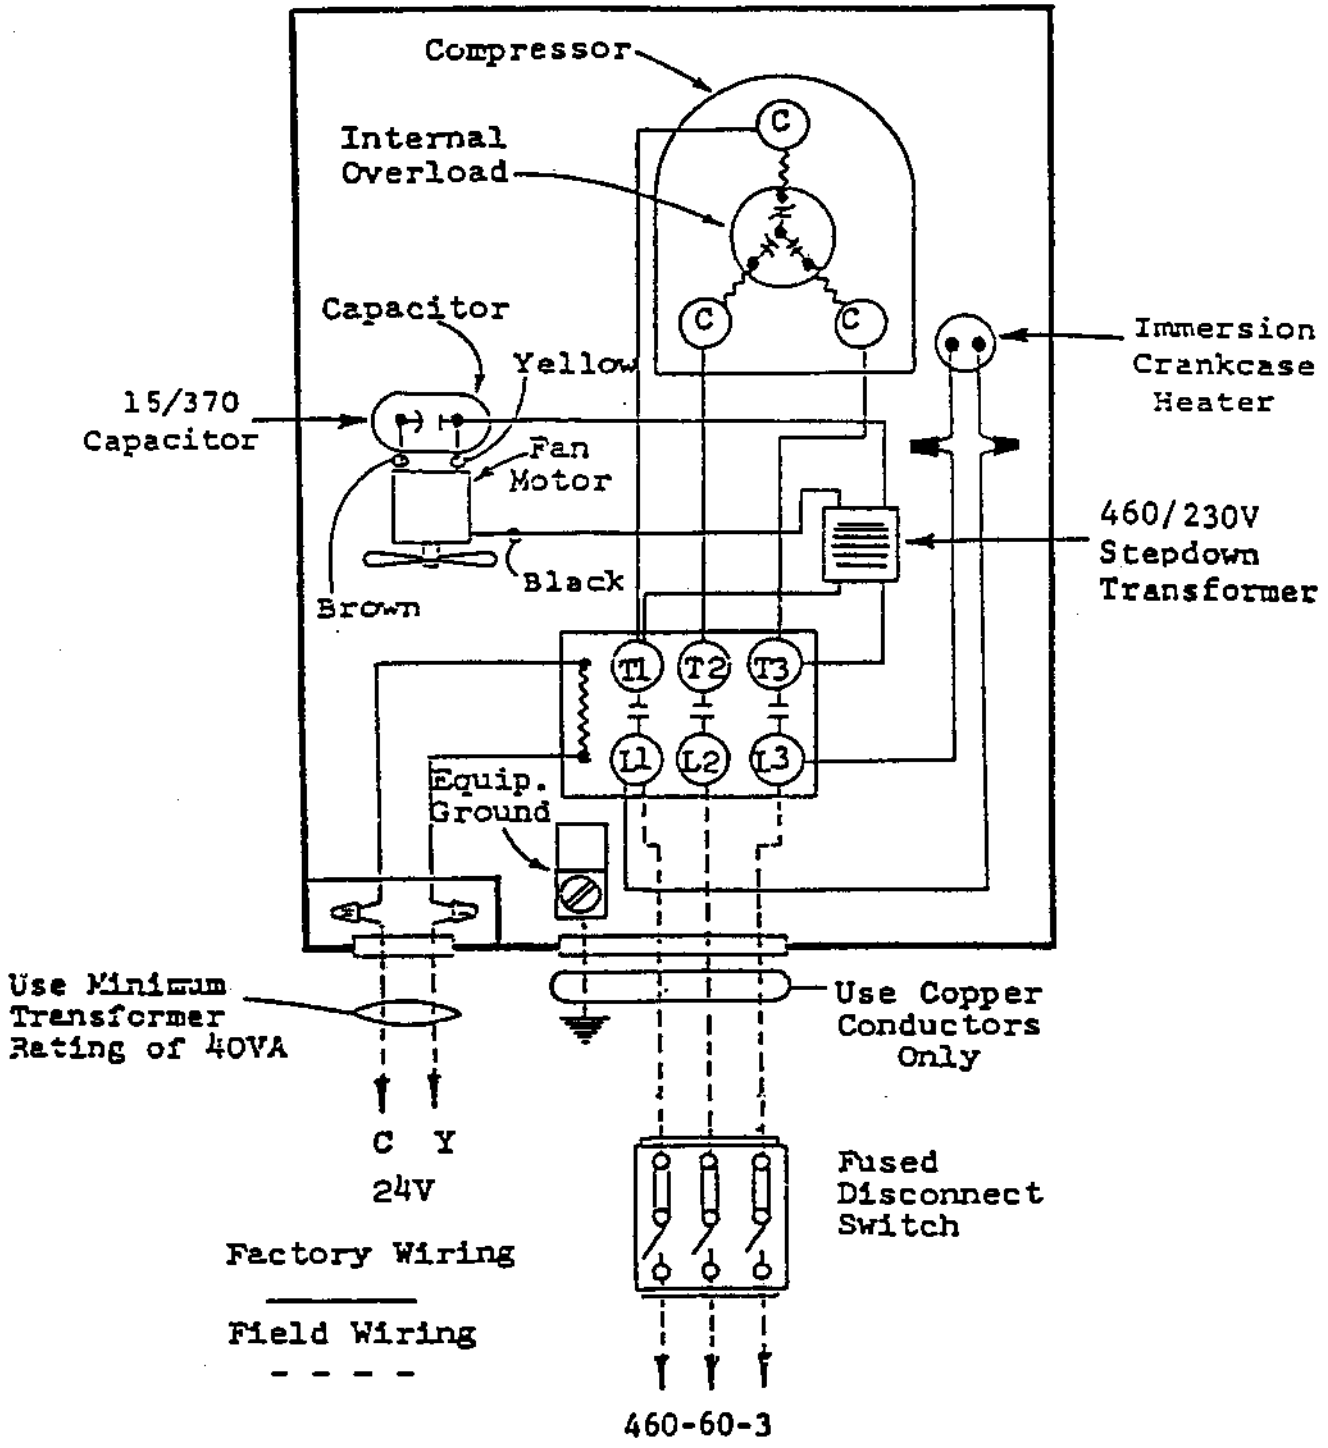 Compressor
C
Internal
Overload
C
C
Capacitor
Yellow
Immersion
Crankcase
Heater
15/370
Capacitor
Fan
Motor
460/230V
Stepdown
Transformer
Black
Brown
T1 T2 T3
L1 L2 L3
Equip.
Ground
Use Minimum
Transformer
Rating of 40VA
Use Copper
Conductors
Only
C Y
24V
Fused
Disconnect
Switch
Factory Wiring
Field Wiring
460-60-3